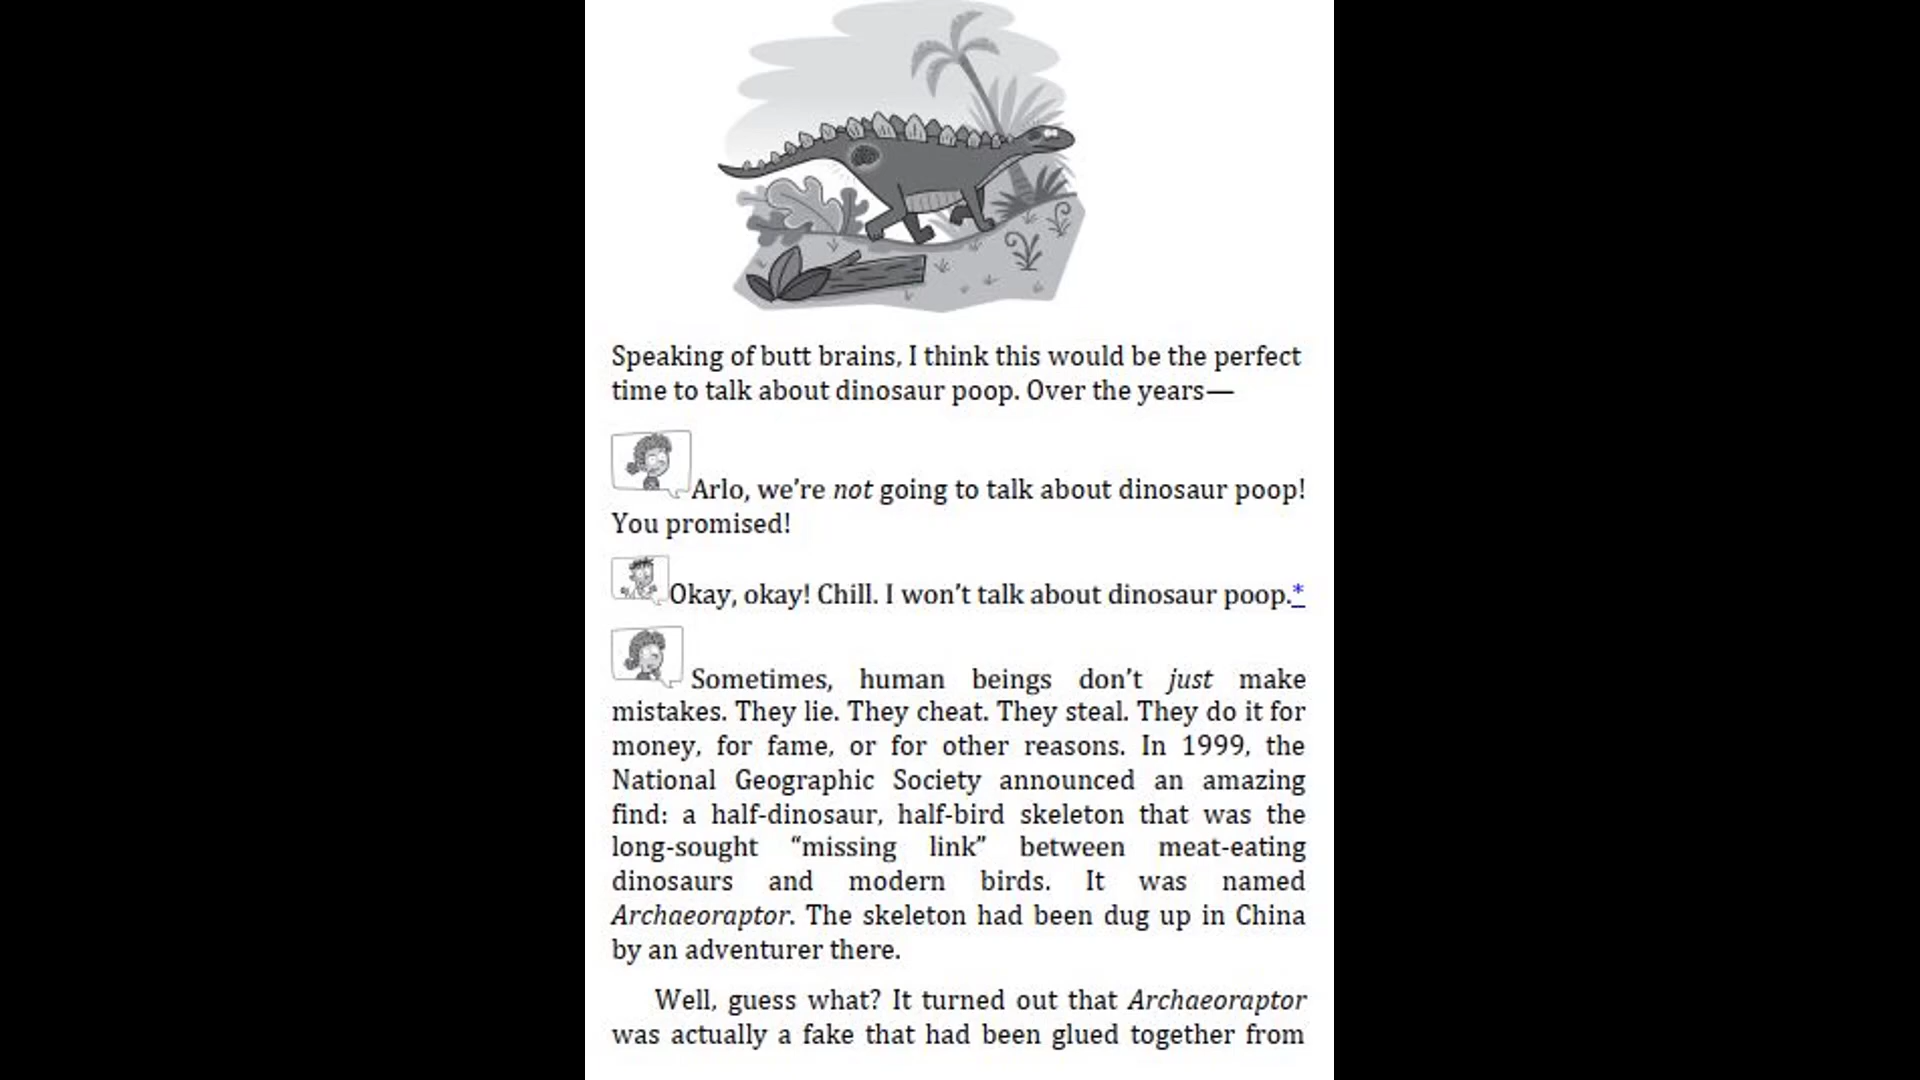 Speaking of butt brains, I think this would be the perfect
time to talk about dinosaur poop. Over the years—
Arlo, we’re not going to talk about dinosaur poop!
You promised!
Okay, okay! Chill. I won’t talk about dinosaur poop.*
Sometimes, human beings don’t just make
mistakes. They lie. They cheat. They steal. They do it for
money, for fame, or for other reasons. In 1999, the
National Geographic Society announced an amazing
find: a half-dinosaur, half-bird skeleton that was the
long-sought “missing link” between meat-eating
dinosaurs and modern birds. It was named
Archaeoraptor. The skeleton had been dug up in China
by an adventurer there.
Well, guess what? It turned out that Archaeoraptor
was actually a fake that had been glued together from